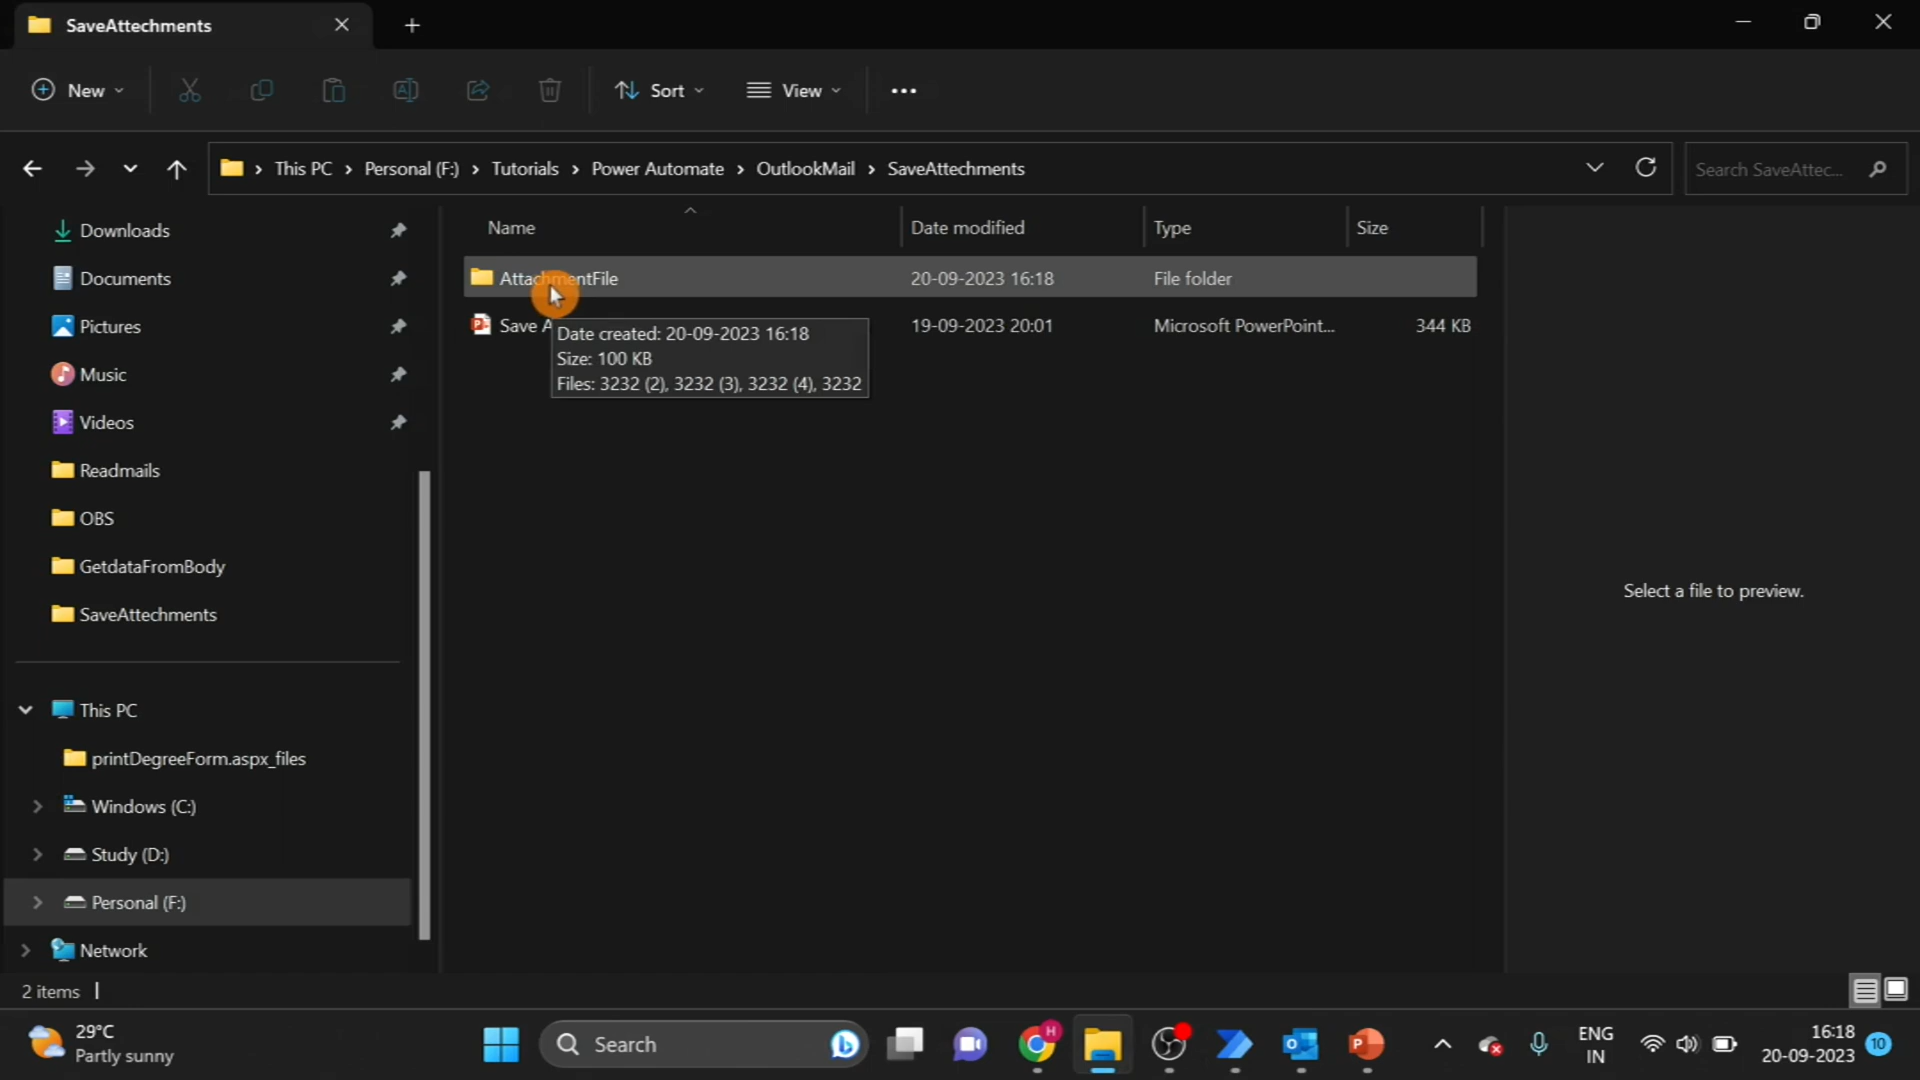 SaveAttechments
New
Sort
View
This PC > Personal (F:) > Tutorials > Power Automate > OutlookMail > SaveAttechments
Search SaveAttec...
Name
Date modified
Type
Size
Downloads
Documents
Pictures
Music
Videos
Readmails
OBS
GetdataFromBody
SaveAttechments
This PC
printDegreeForm.aspx_files
Windows (C:)
Study (D:)
Personal (F:)
Network
AttachmentFile 20-09-2023 16:18 File folder
Save A 19-09-2023 20:01 Microsoft PowerPoint... 344 KB
Date created: 20-09-2023 16:18
Size: 100 KB
Files: 3232 (2), 3232 (3), 3232 (4), 3232
Select a file to preview.
2 items
29°C
Partly sunny
Search
H
ENG
IN
16:18
20-09-2023
10